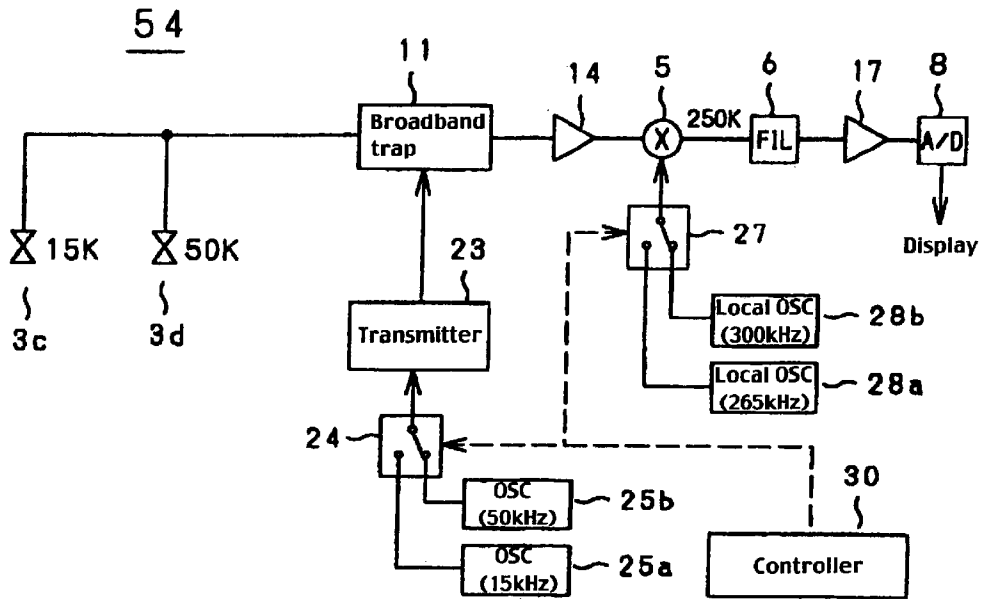 54
11
14
5
6
17
8
Broadband
trap
X
250K
FIL
A/D
15K
50K
23
27
Display
3c
3d
Transmitter
Local OSC
(300kHz)
28b
Local OSC
(265kHz)
28a
24
30
OSC
(50kHz)
25b
Controller
OSC
(15kHz)
25a